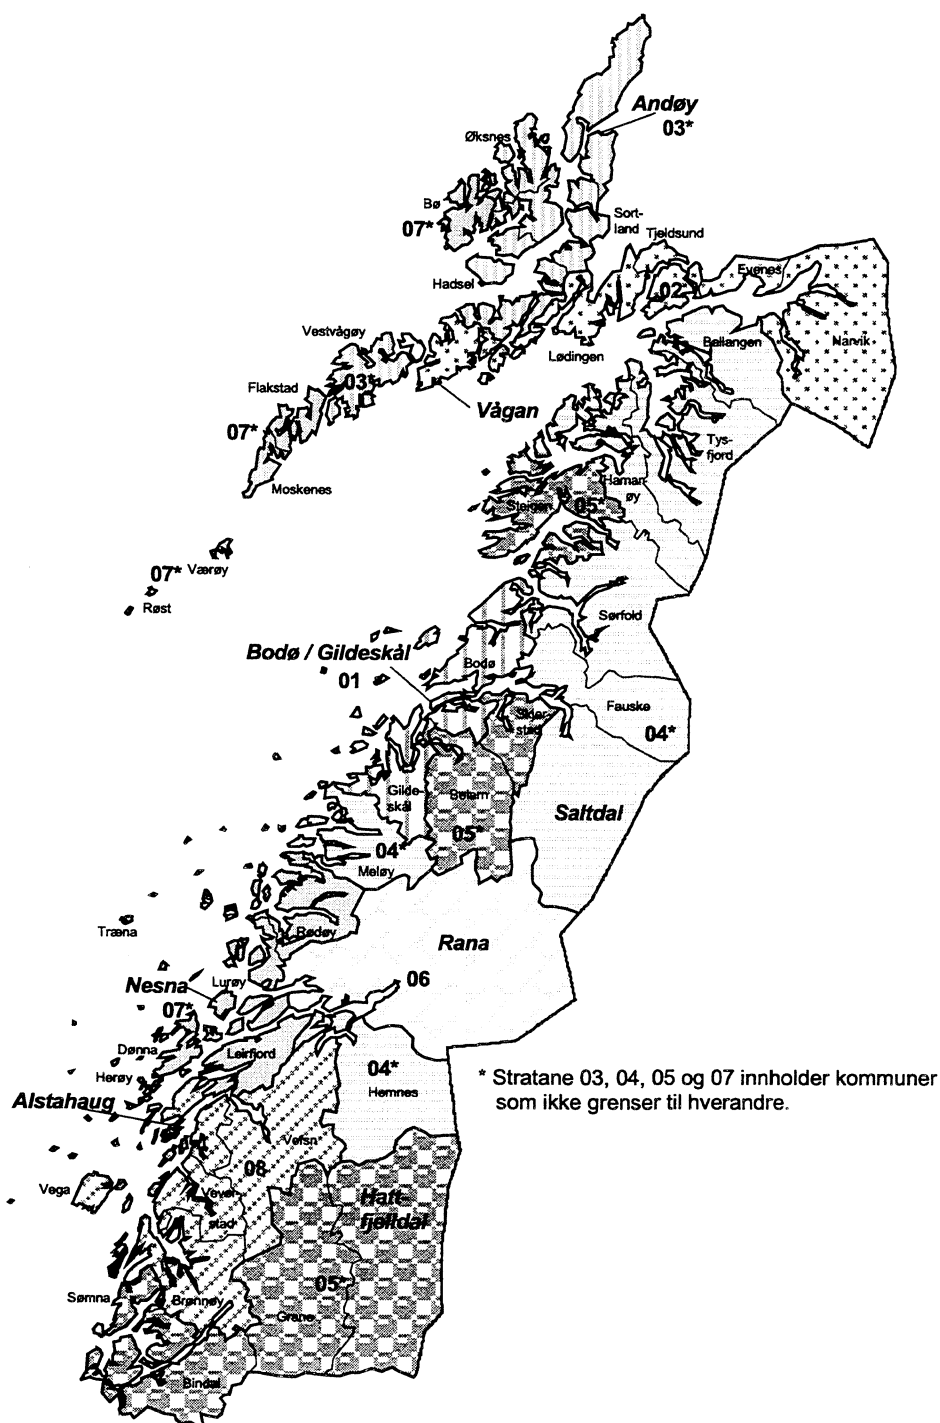 Andøy
03*
Øksnes
Bø
07*
Sort-
land
Tjeldsund
Hadsel
Evenes
02*
Vestvågøy
Lødingen
Ballangen
Narvik
Flakstad
03*
Vågan
07*
Tys-
fjord
Moskenes
Hamar-
øy
Steigen
05*
07* Værøy
Røst
Sørfold
Bodø / Gildeskål
01
Bodø
Fauske
Skjer-
stad
04*
Gilde-
skål
Beiarn
Saltdal
05*
04*
Meløy
Træna
Rødøy
Rana
Lurøy
06
Nesna
07*
Dønna
Leirfjord
04*
Herøy
Hemnes
* Stratane 03, 04, 05 og 07 innholder kommuner
som ikke grenser til hverandre.
Alstahaug
Vefsn
08
Vega
Vevel
stad
Hatt-
fjelldal
05*
Sømna
Brønnøy
Grane
Bindal